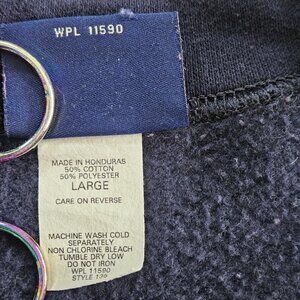 WPL 11590
MADE IN HONDURAS
50% COTTON
50% POLYESTER
LARGE
CARE ON REVERSE
MACHINE WASH COLD
SEPARATELY
NON CHLORINE BLEACH
TUMBLE DRY LOW
DO NOT IRON
WPL 11590
STYLE